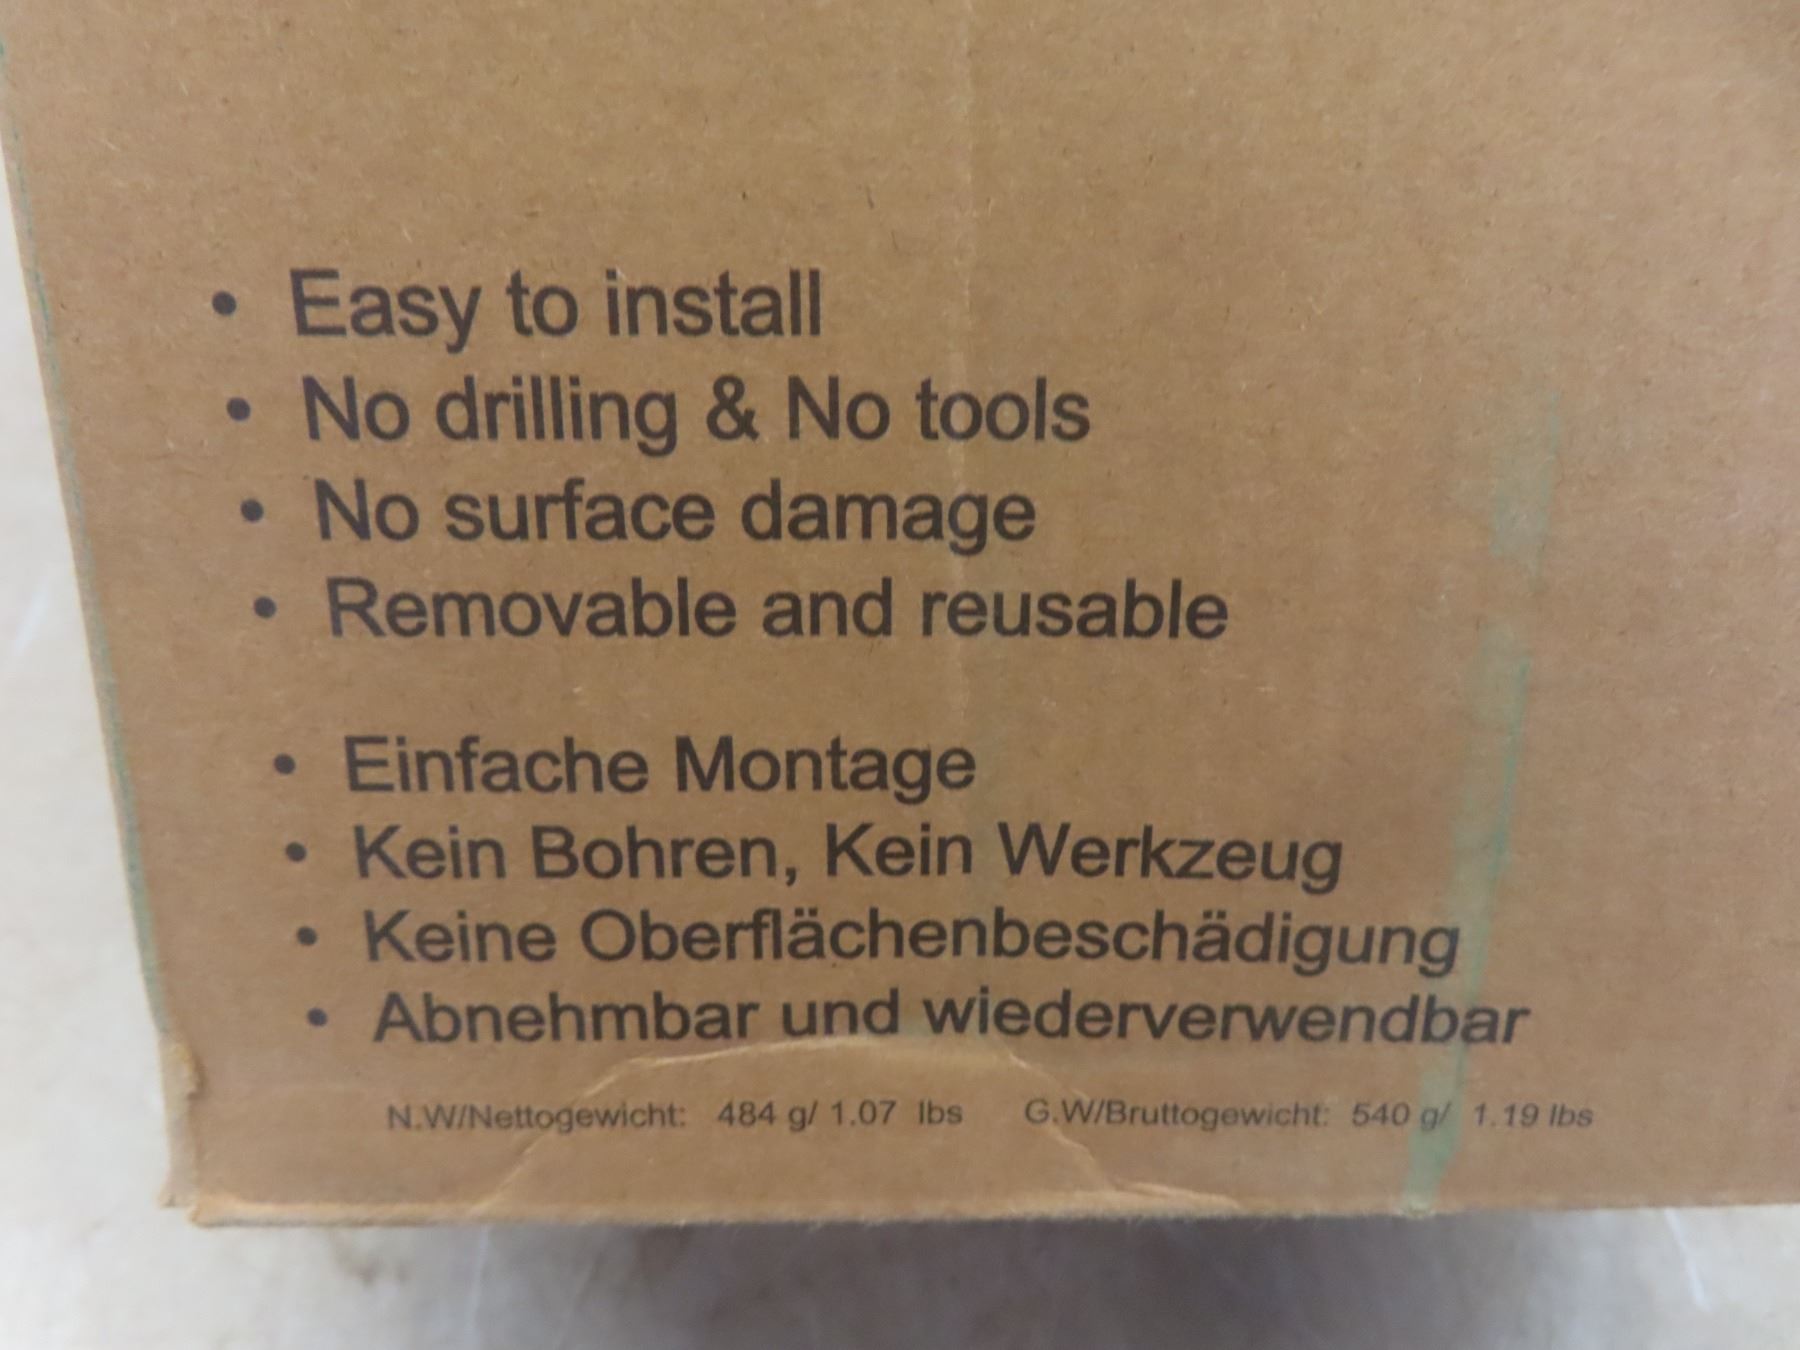 • Easy to install
• No drilling & No tools
• No surface damage
• Removable and reusable
• Einfache Montage
• Kein Bohren, Kein Werkzeug
• Keine Oberflächenbeschädigung
• Abnehmbar und wiederverwendbar
N.W/Nettogewicht: 484 g/ 1.07 lbs G.W/Bruttogewicht: 540 g/ 1.19 lbs